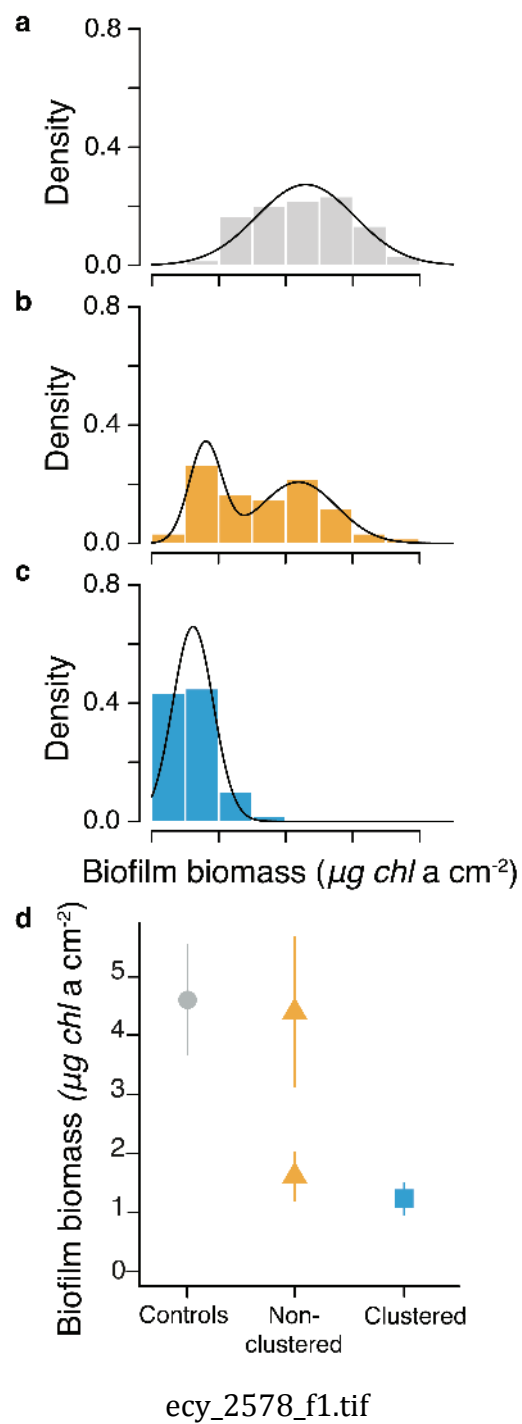 a
0.8
0.4
0.0
Density
b
0.8
0.4
0.0
Density
c
0.8
0.4
0.0
Density
Biofilm biomass (µg chl a cm-2)
d
5
4
3
2
1
0
Biofilm biomass (µg chl a cm-2)
Controls
Non-
clustered
Clustered
ecy_2578_f1.tif